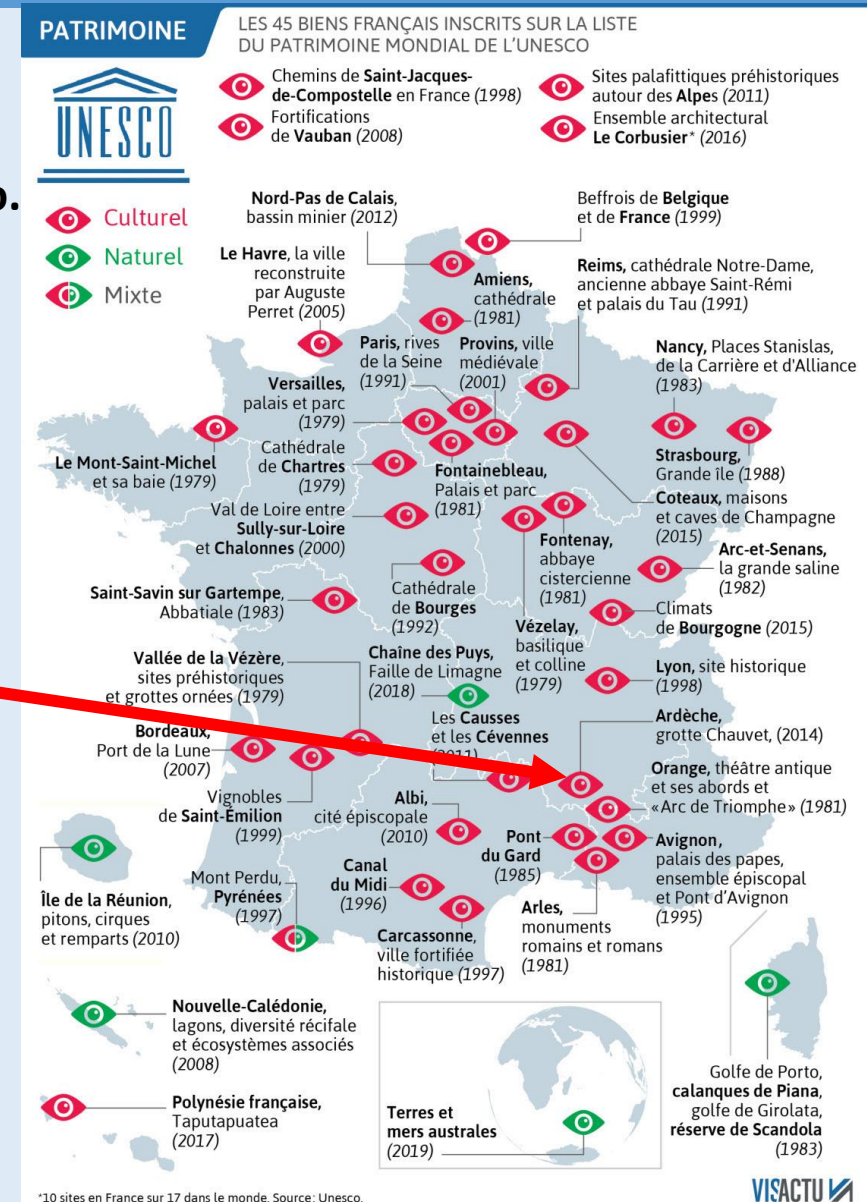 PATRIMOINE
LES 45 BIENS FRANÇAIS INSCRITS SUR LA LISTE
DU PATRIMOINE MONDIAL DE L'UNESCO
UNESCO
Chemins de Saint-Jacques-
de-Compostelle en France (1998)
Fortifications
de Vauban (2008)
Sites palafittiques préhistoriques
autour des Alpes (2011)
Ensemble architectural
Le Corbusier* (2016)
Culturel
Naturel
Mixte
Nord-Pas de Calais,
bassin minier (2012)
Beffrois de Belgique
et de France (1999)
Le Havre, la ville
reconstruite
par Auguste
Perret (2005)
Amiens,
cathédrale
(1981)
Reims, cathédrale Notre-Dame,
ancienne abbaye Saint-Rémi
et palais du Tau (1991)
Paris, rives
de la Seine
(1991)
Provins, ville
médiévale
(2001)
Nancy, Places Stanislas,
de la Carrière et d'Alliance
(1983)
Versailles,
palais et parc
(1979)
Le Mont-Saint-Michel
et sa baie (1979)
Cathédrale
de Chartres
(1979)
Fontainebleau,
Palais et parc
(1981)
Strasbourg,
Grande île (1988)
Coteaux, maisons
et caves de Champagne
(2015)
Val de Loire entre
Sully-sur-Loire
et Chalonnes (2000)
Fontenay,
abbaye
cistercienne
(1981)
Arc-et-Senans,
la grande saline
(1982)
Saint-Savin sur Gartempe,
Abbatiale (1983)
Cathédrale
de Bourges
(1992)
Climats
de Bourgogne (2015)
Vézelay,
basilique
et colline
(1979)
Vallée de la Vézère,
sites préhistoriques
et grottes ornées (1979)
Chaîne des Puys,
Faille de Limagne
(2018)
Lyon, site historique
(1998)
Bordeaux,
Port de la Lune
(2007)
Les Causses
et les Cévennes
(2011)
Ardèche,
grotte Chauvet, (2014)
Orange, théâtre antique
et ses abords et
«Arc de Triomphe» (1981)
Vignobles
de Saint-Émilion
(1999)
Albi,
cité épiscopale
(2010)
Pont
du Gard
(1985)
Avignon,
palais des papes,
ensemble épiscopal
et Pont d'Avignon
(1995)
Île de la Réunion,
pitons, cirques
et remparts (2010)
Mont Perdu,
Pyrénées
(1997)
Canal
du Midi
(1996)
Carcassonne,
ville fortifiée
historique (1997)
Arles,
monuments
romains et romans
(1981)
Nouvelle-Calédonie,
lagons, diversité récifale
et écosystèmes associés
(2008)
Polynésie française,
Taputapuatea
(2017)
Terres et
mers australes
(2019)
Golfe de Porto,
calanques de Piana,
golfe de Girolata,
réserve de Scandola
(1983)
*10 sites en France sur 17 dans le monde. Source: Unesco.
VISACTU